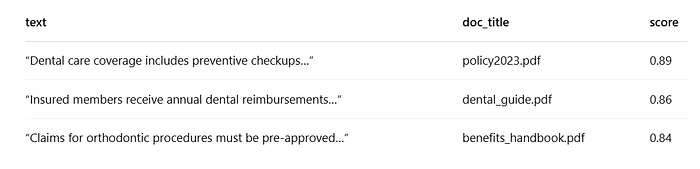 text doc_title score
“Dental care coverage includes preventive checkups...” policy2023.pdf 0.89
“Insured members receive annual dental reimbursements...” dental_guide.pdf 0.86
“Claims for orthodontic procedures must be pre-approved...” benefits_handbook.pdf 0.84